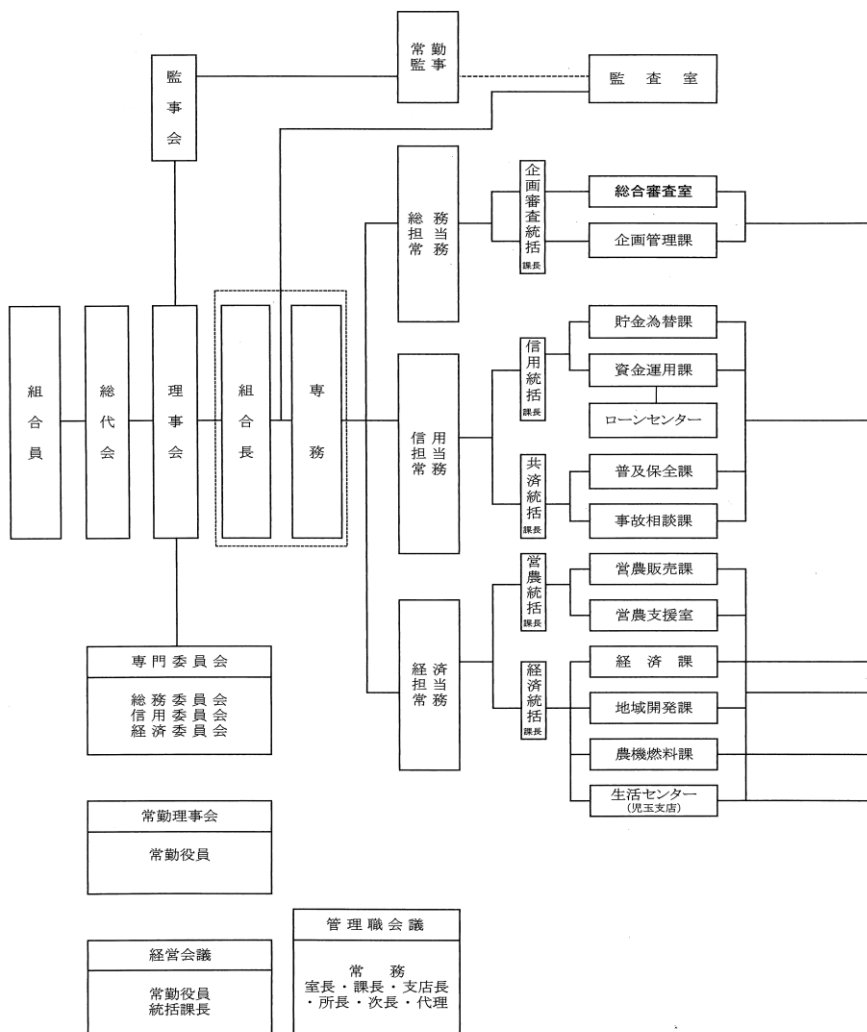 常勤
監事
監事会
監査室
企画審査統括
課長
総合審査室
総務
担当
常務
企画管理課
組合員
総代会
理事会
組合長
専務
信用統括
課長
貯金為替課
資金運用課
ローンセンター
信用
担当
常務
共済統括
課長
普及保全課
事故相談課
営農統括
課長
営農販売課
営農支援室
経済
担当
常務
経済統括
課長
経済課
地域開発課
農機燃料課
生活センター
(児玉支店)
専門委員会
総務委員会
信用委員会
経済委員会
常勤理事会
常勤役員
経営会議
常勤役員
統括課長
管理職会議
常務
室長・課長・支店長
・所長・次長・代理